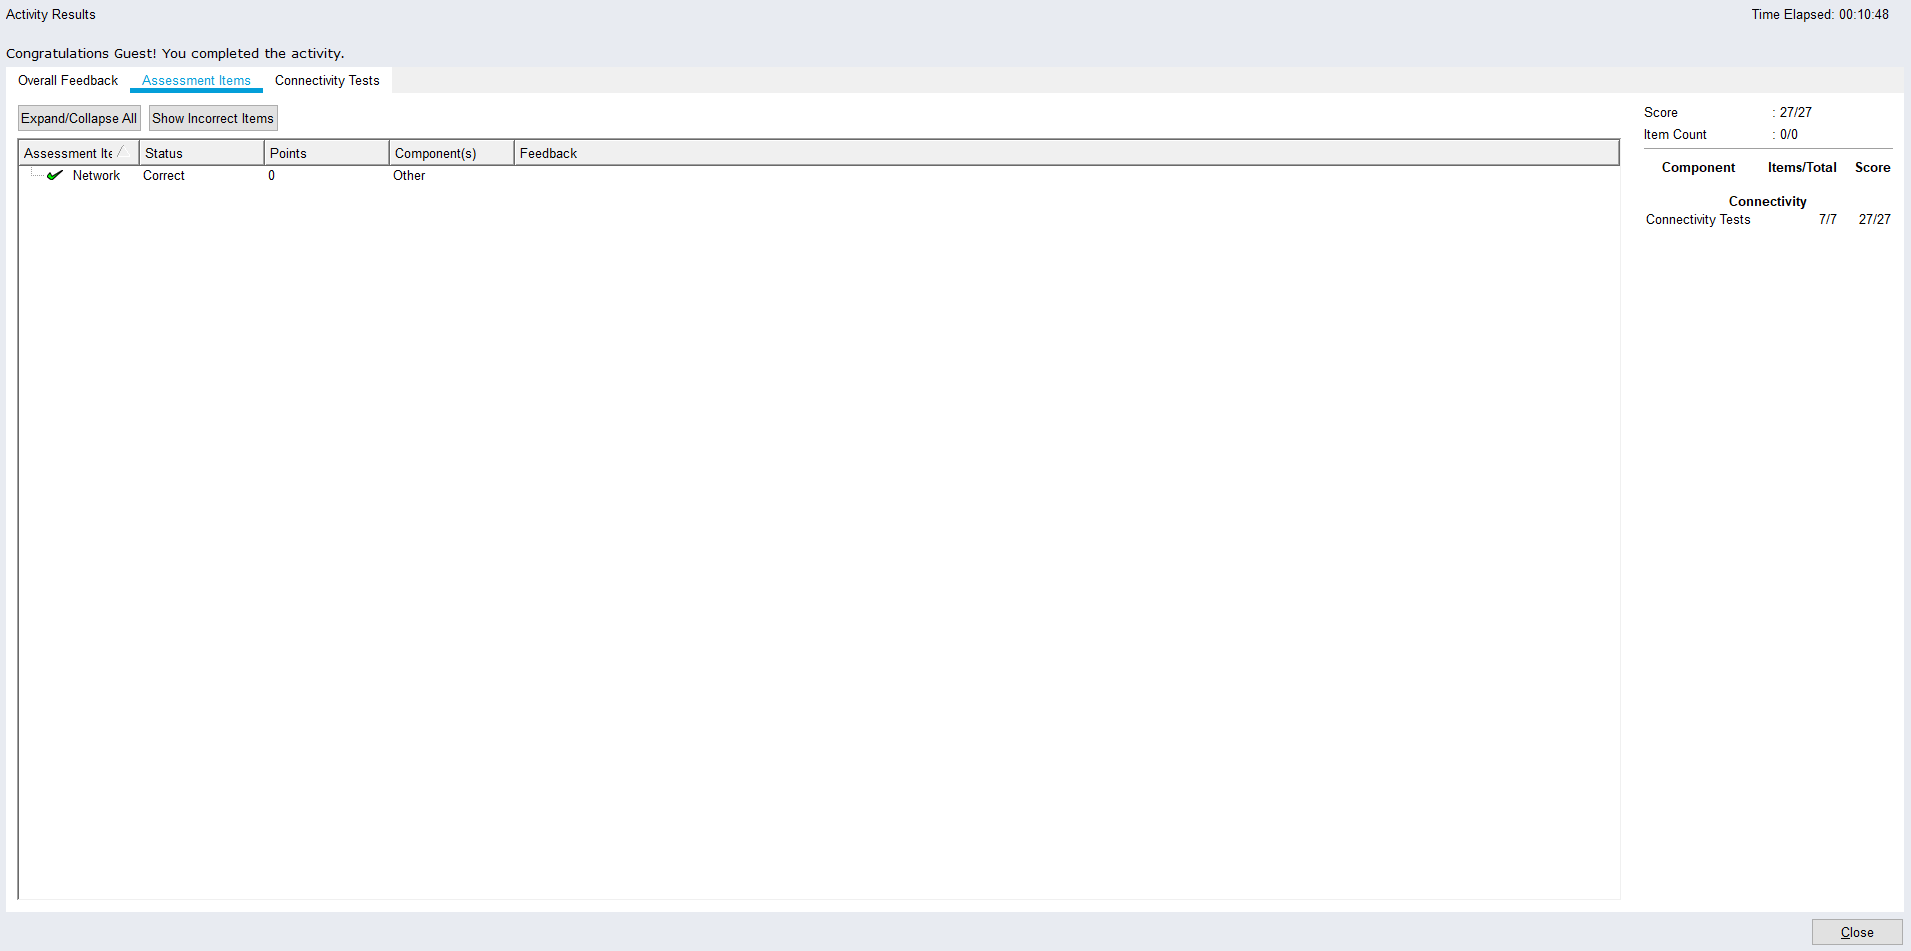 Activity Results
Time Elapsed: 00:10:48
Congratulations Guest! You completed the activity.
Overall Feedback Assessment Items Connectivity Tests
Expand/Collapse All Show Incorrect Items
Assessment Ite Status Points Component(s) Feedback
Network Correct 0 Other
Score : 27/27
Item Count : 0/0
Component Items/Total Score
Connectivity
Connectivity Tests 7/7 27/27
Close